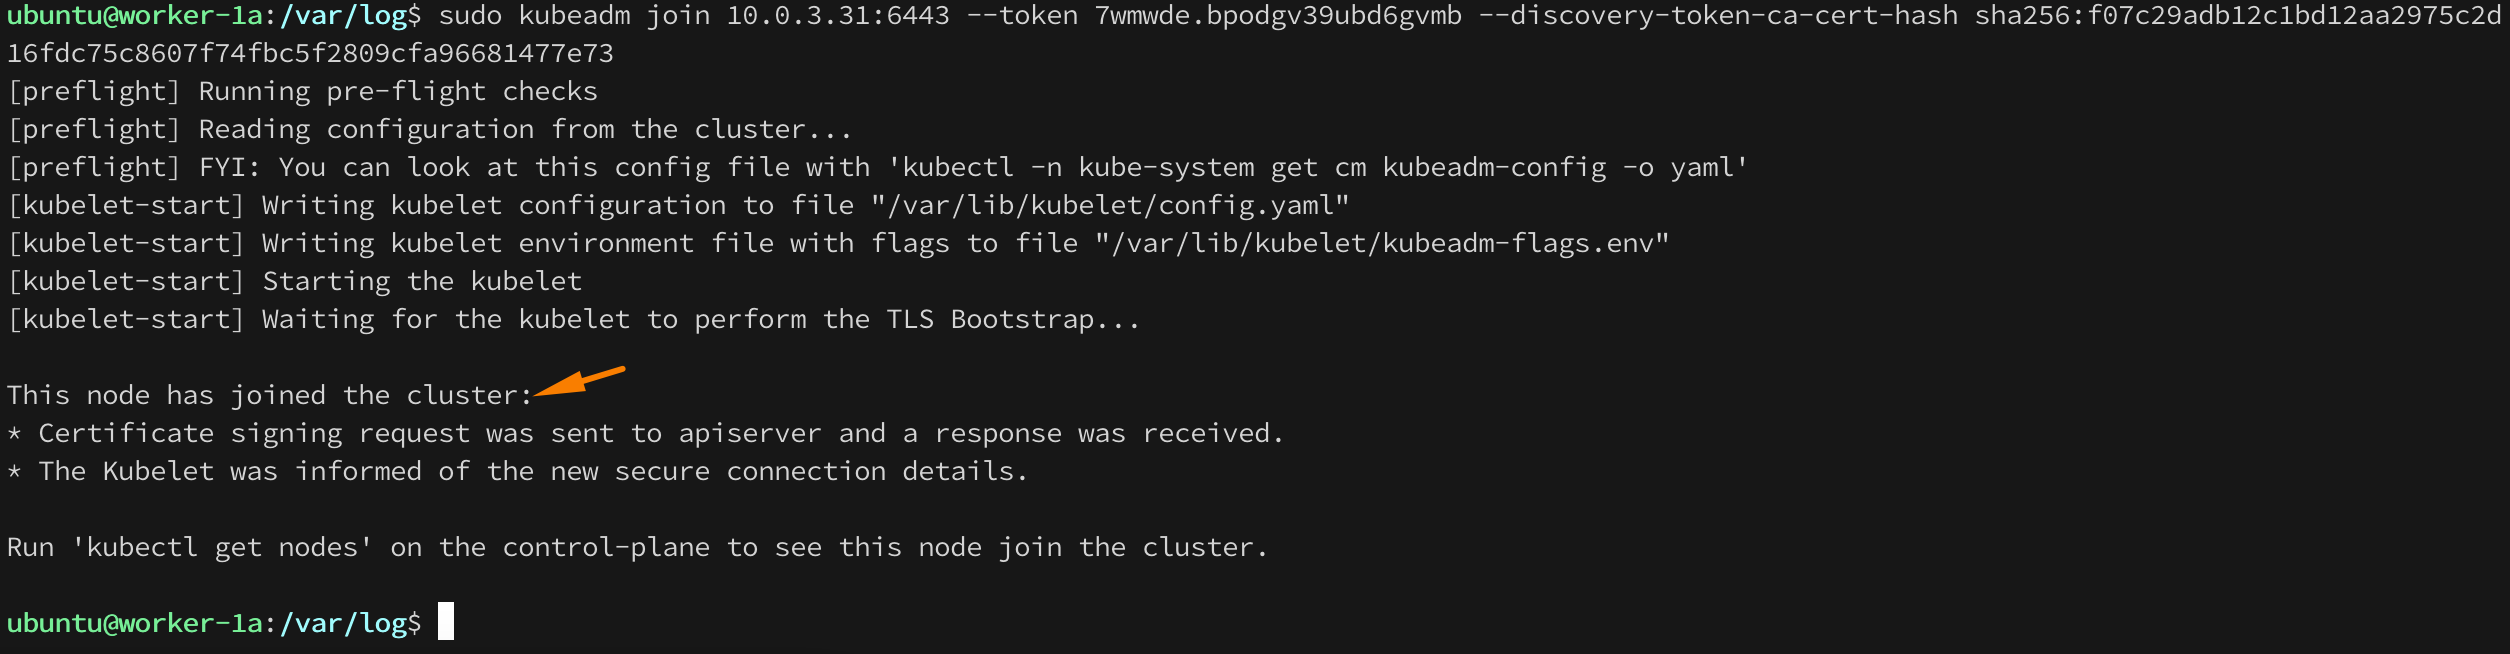 ubuntu@worker-1a:/var/log$ sudo kubeadm join 10.0.3.31:6443 --token 7wmwde.bpodgv39ubd6gvmb --discovery-token-ca-cert-hash sha256:f07c29adb12c1bd12aa2975c2d
16fdc75c8607f74fbc5f2809cfa96681477e73
[preflight] Running pre-flight checks
[preflight] Reading configuration from the cluster...
[preflight] FYI: You can look at this config file with 'kubectl -n kube-system get cm kubeadm-config -o yaml'
[kubelet-start] Writing kubelet configuration to file "/var/lib/kubelet/config.yaml"
[kubelet-start] Writing kubelet environment file with flags to file "/var/lib/kubelet/kubeadm-flags.env"
[kubelet-start] Starting the kubelet
[kubelet-start] Waiting for the kubelet to perform the TLS Bootstrap...
This node has joined the cluster:
* Certificate signing request was sent to apiserver and a response was received.
* The Kubelet was informed of the new secure connection details.
Run 'kubectl get nodes' on the control-plane to see this node join the cluster.
ubuntu@worker-1a:/var/log$